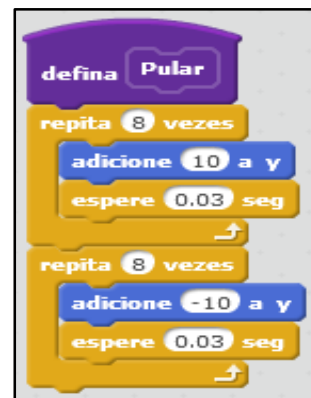 defina Pular
repita 8 vezes
adicione 10 a y
espere 0.03 seg
repita 8 vezes
adicione -10 a y
espere 0.03 seg